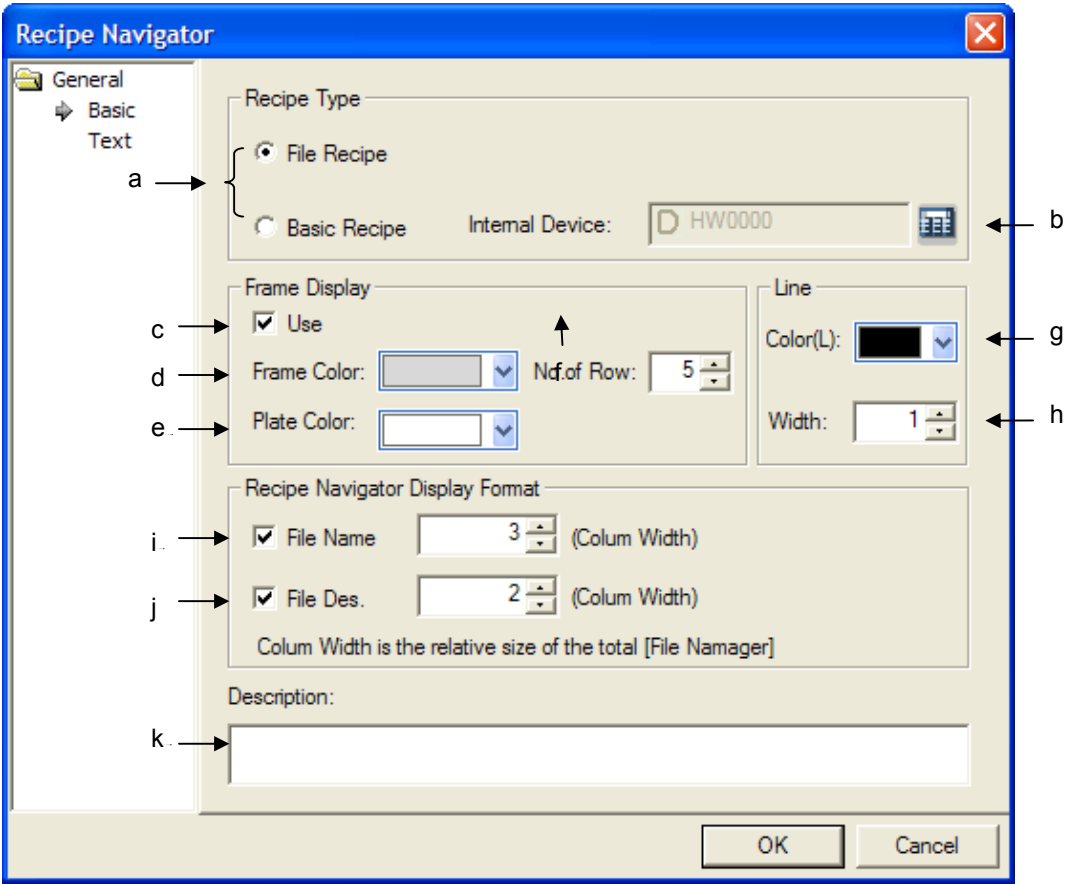 Recipe Navigator
General
Basic
Text
Recipe Type
File Recipe
a
Basic Recipe
Internal Device:
D HW0000
b
Frame Display
Line
c
Use
Color(L):
g
d
Frame Color:
No.of Row:
f
5
e
Plate Color:
Width:
1
h
Recipe Navigator Display Format
i
File Name
3
(Colum Width)
j
File Des.
2
(Colum Width)
Colum Width is the relative size of the total [File Namager]
Description:
k
OK
Cancel